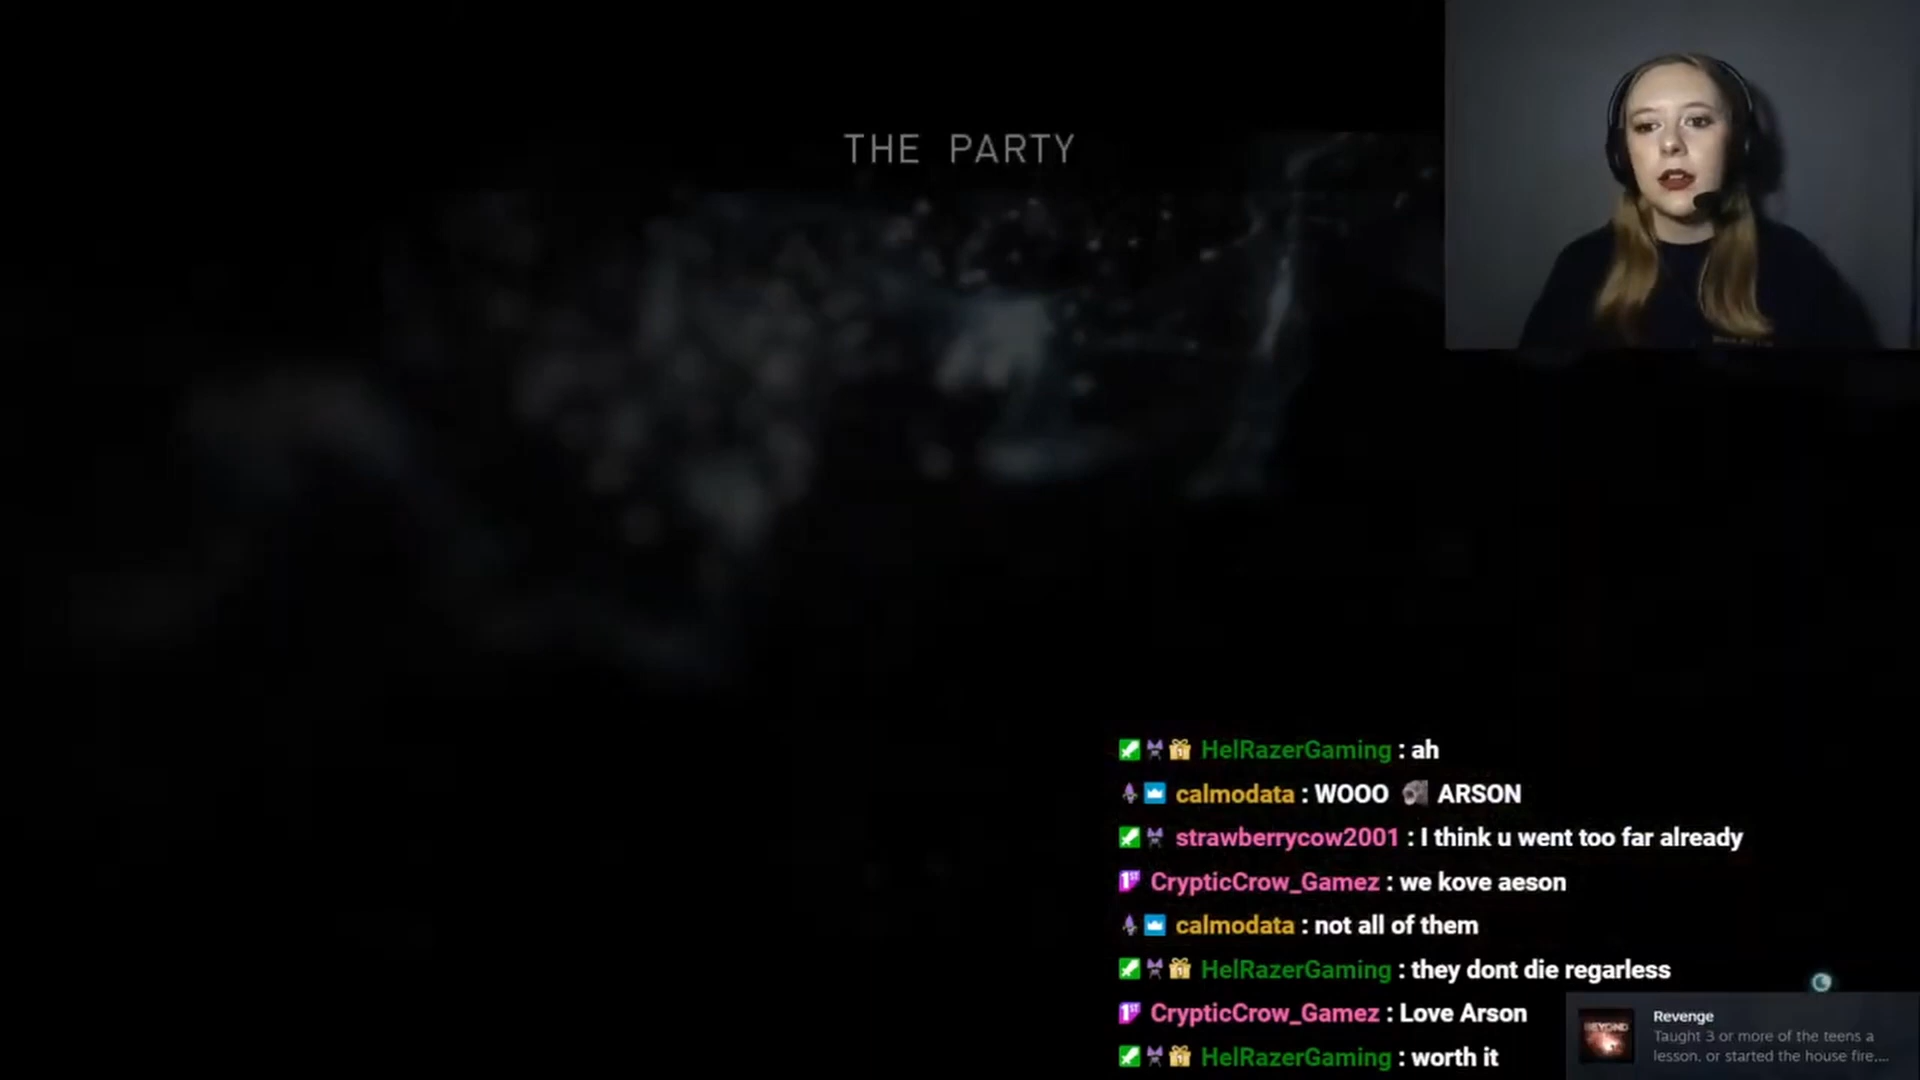 THE PARTY
HelRazerGaming : ah
calmodata : WOOO ARSON
strawberrycow2001 : I think u went too far already
CrypticCrow_Gamez : we kove aeson
calmodata : not all of them
HelRazerGaming : they dont die regarless
CrypticCrow_Gamez : Love Arson
HelRazerGaming : worth it
BEYOND
Revenge
Taught 3 or more of the teens a
lesson, or started the house fire....